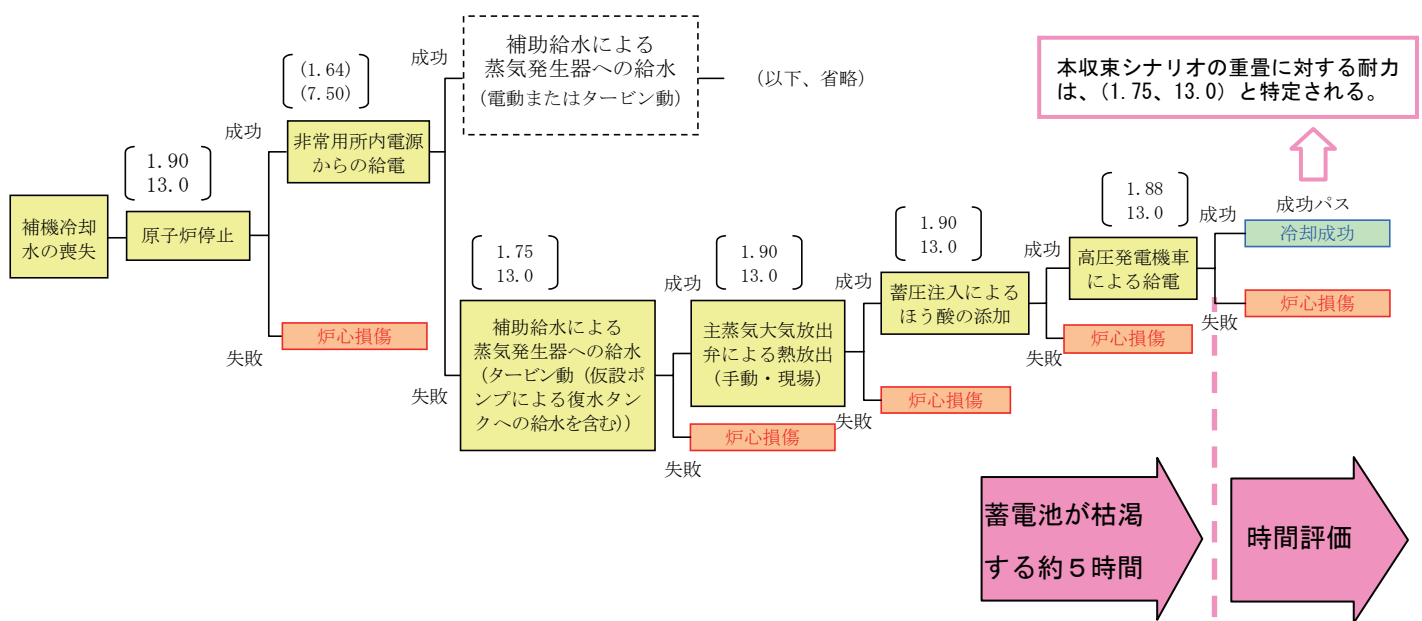 補機冷却
水の喪失
1.90
13.0
原子炉停止
成功
失敗
炉心損傷
(1.64)
(7.50)
非常用所内電源
からの給電
成功
失敗
補助給水による
蒸気発生器への給水
(電動またはタービン動)
(以下、省略)
1.75
13.0
補助給水による
蒸気発生器への給水
(タービン動(仮設ポ
ンプによる復水タン
クへの給水を含む))
成功
失敗
炉心損傷
1.90
13.0
主蒸気大気放出
弁による熱放出
(手動・現場)
成功
失敗
炉心損傷
1.90
13.0
蓄圧注入による
ほう酸の添加
成功
失敗
炉心損傷
1.88
13.0
高圧発電機車
による給電
成功
失敗
成功パス
冷却成功
炉心損傷
本収束シナリオの重畳に対する耐力
は、(1.75、13.0)と特定される。
蓄電池が枯渇
する約5時間
時間評価